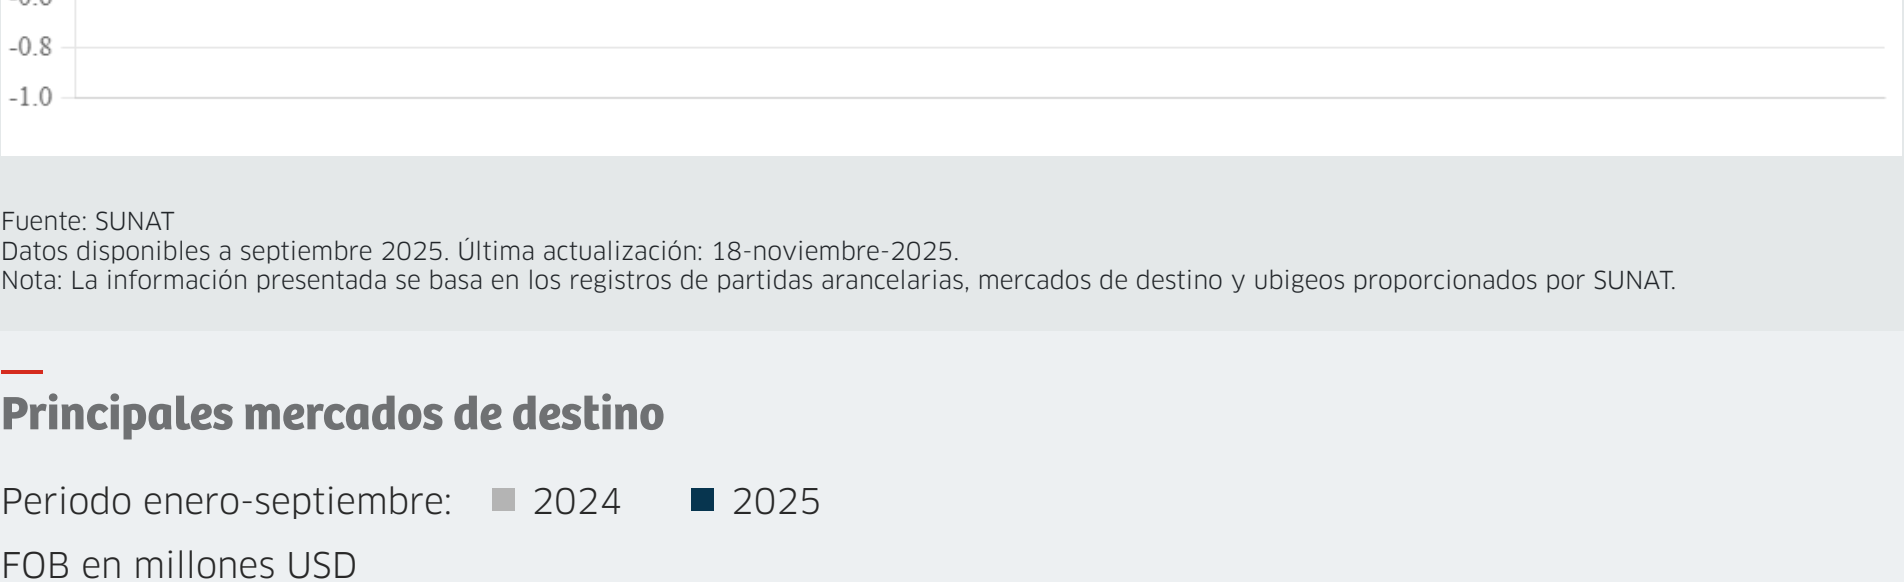 -0.8
-1.0
Fuente: SUNAT
Datos disponibles a septiembre 2025. Última actualización: 18-noviembre-2025.
Nota: La información presentada se basa en los registros de partidas arancelarias, mercados de destino y ubigeos proporcionados por SUNAT.
Principales mercados de destino
Periodo enero-septiembre: 2024 2025
FOB en millones USD